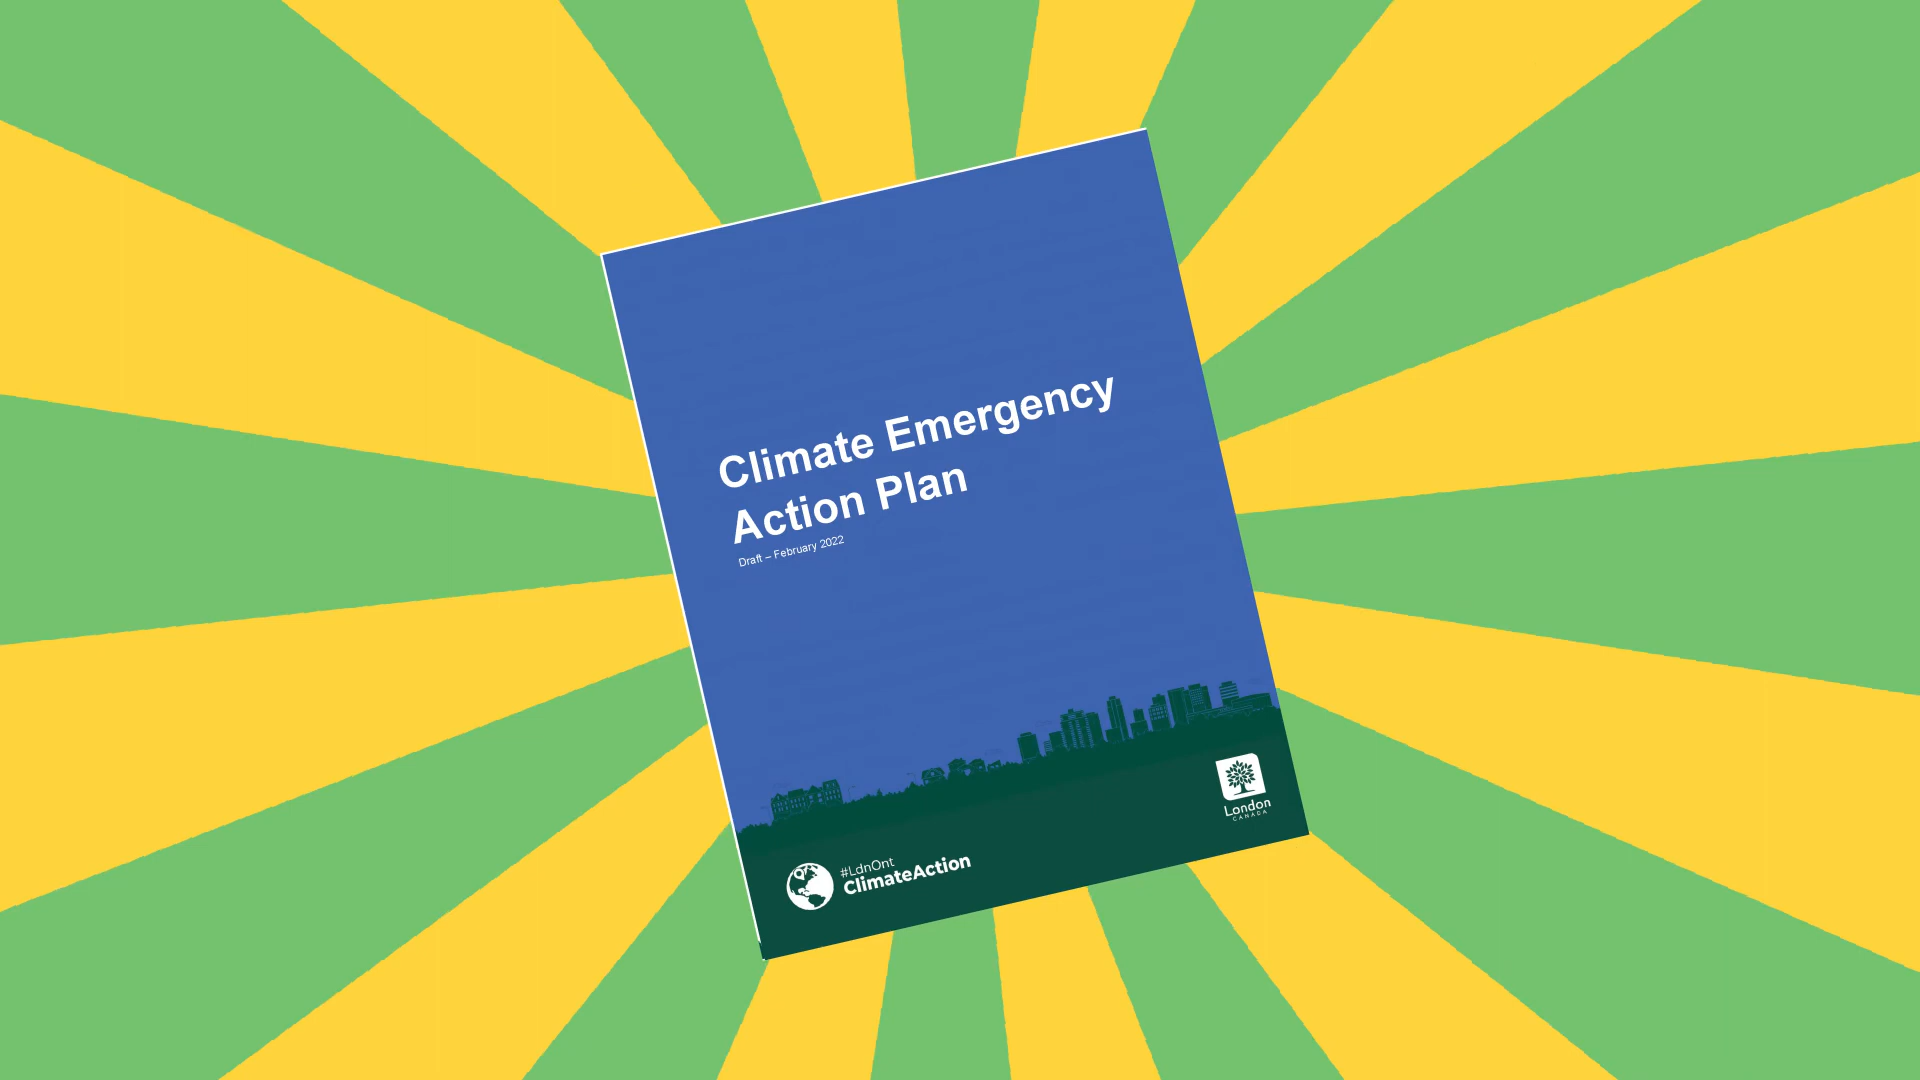 Climate Emergency
Action Plan
Draft – February 2022
#LdnOnt
ClimateAction
London
CANADA